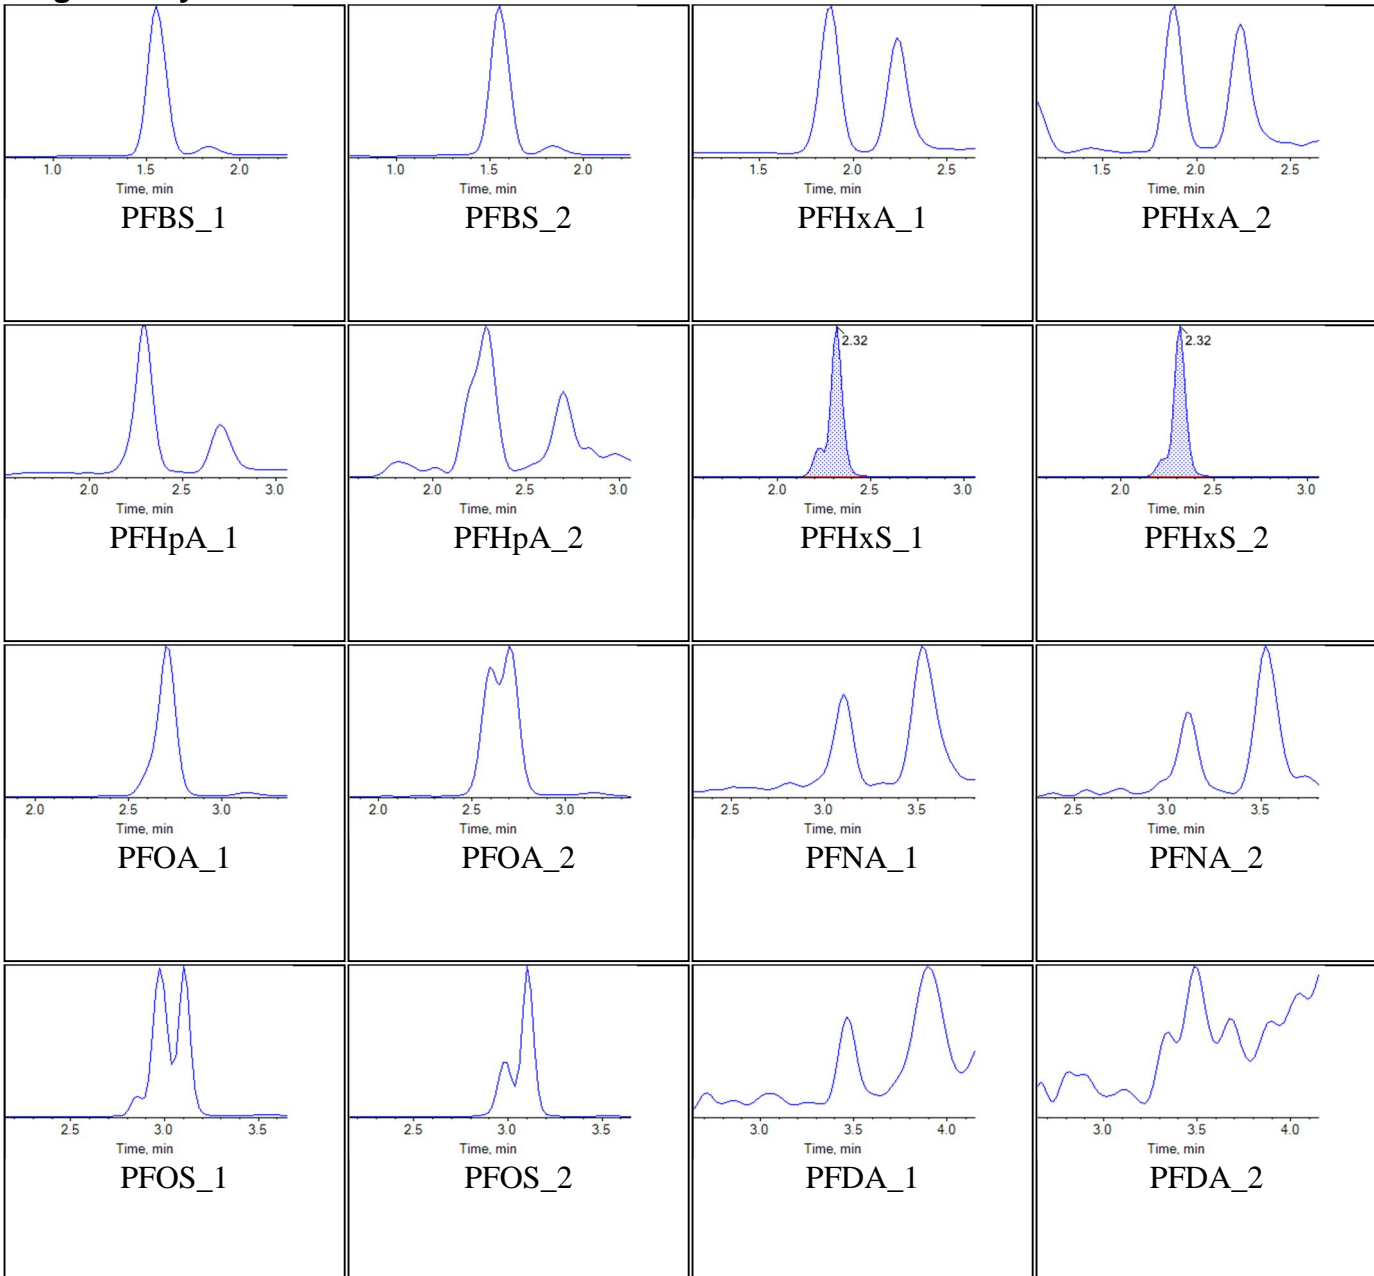 1.0 1.5 2.0
Time, min
PFBS_1
1.0 1.5 2.0
Time, min
PFBS_2
1.5 2.0 2.5
Time, min
PFHxA_1
1.5 2.0 2.5
Time, min
PFHxA_2
2.0 2.5 3.0
Time, min
PFHpA_1
2.0 2.5 3.0
Time, min
PFHpA_2
2.32
2.0 2.5 3.0
Time, min
PFHxS_1
2.32
2.0 2.5 3.0
Time, min
PFHxS_2
2.0 2.5 3.0
Time, min
PFOA_1
2.0 2.5 3.0
Time, min
PFOA_2
2.5 3.0 3.5
Time, min
PFNA_1
2.5 3.0 3.5
Time, min
PFNA_2
2.5 3.0 3.5
Time, min
PFOS_1
2.5 3.0 3.5
Time, min
PFOS_2
3.0 3.5 4.0
Time, min
PFDA_1
3.0 3.5 4.0
Time, min
PFDA_2